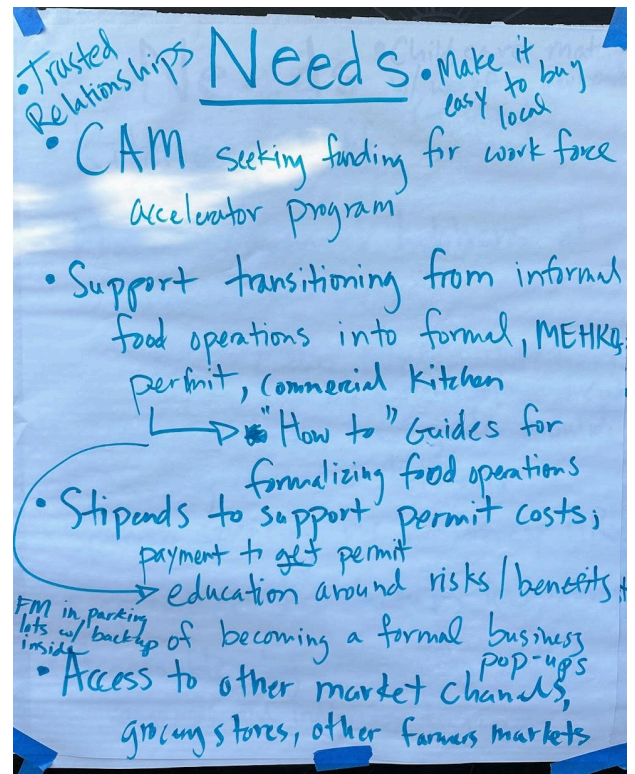 • Trusted Relationships
Needs
• Make it easy to buy local
• CAM seeking funding for work force
accelerator program
• Support transitioning from informal
food operations into formal, MEHKO,
permit, commercial kitchen
"How to" Guides for
formalizing food operations
• Stipends to support permit costs;
payment to get permit
education around risks/benefits
of becoming a formal business
FM in parking
lots w/ backup
inside
pop-ups
• Access to other market chanels,
grocery stores, other farmers markets